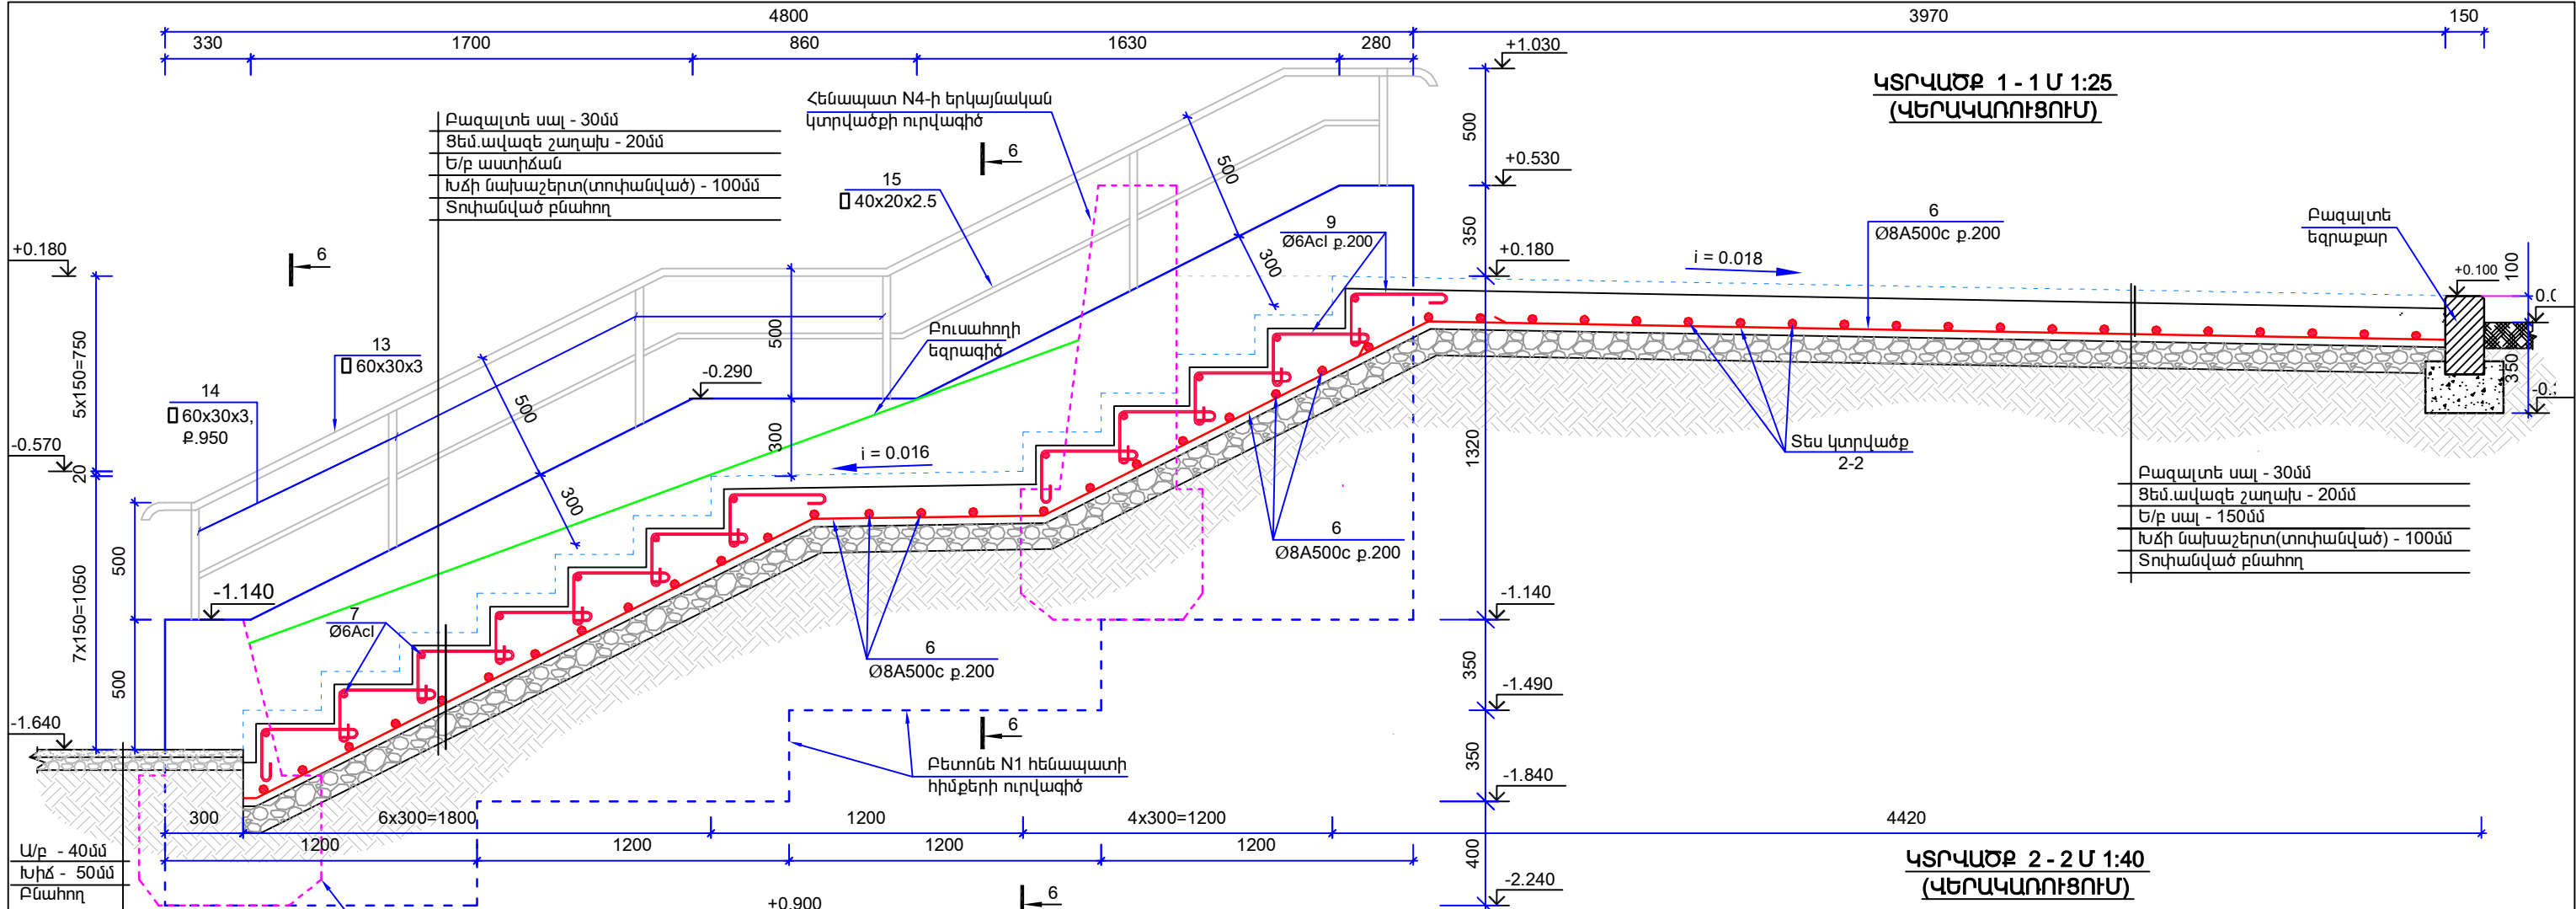 4800
3970
150
330
1700
860
1630
280
+1.030
ԿՏՐՎԱԾՔ 1 - 1 Մ 1:25
(ՎԵՐԱԿԱՌՈՒՑՈՒՄ)
Բազալտե սալ - 30մմ
Ցեմ.ավազե շաղախ - 20մմ
Ե/բ աստիճան
Խճի նախաշերտ(տոփանված) - 100մմ
Տոփանված բնահող
Հենապատ N4-ի երկայնական
կտրվածքի ուրվագիծ
6
15
40x20x2.5
500
500
+0.530
9
Ø6AcI ք.200
300
350
6
Ø8A500c ք.200
Բազալտե
եզրաքար
+0.180
6
+0.180
i = 0.018
+0.100
100
5x150=750
13
60x30x3
500
Բուսահողի
եզրագիծ
-0.290
350
14
60x30x3,
Ք.950
500
300
-0.570
20
i = 0.016
300
1320
Տես կտրվածք
2-2
Բազալտե սալ - 30մմ
Ցեմ.ավազե շաղախ - 20մմ
Ե/բ սալ - 150մմ
Խճի նախաշերտ(տոփանված) - 100մմ
Տոփանված բնահող
6
Ø8A500c ք.200
7x150=1050
500
-1.140
-1.140
7
Ø6AcI
6
Ø8A500c ք.200
500
350
-1.490
-1.640
6
350
Բետոնե N1 հենապատի
հիմքերի ուրվագիծ
-1.840
300
6x300=1800
1200
4x300=1200
4420
1200
1200
1200
1200
400
Ա/բ - 40մմ
Խիճ - 50մմ
Բնահող
ԿՏՐՎԱԾՔ 2 - 2 Մ 1:40
(ՎԵՐԱԿԱՌՈՒՑՈՒՄ)
-2.240
+0.900
6